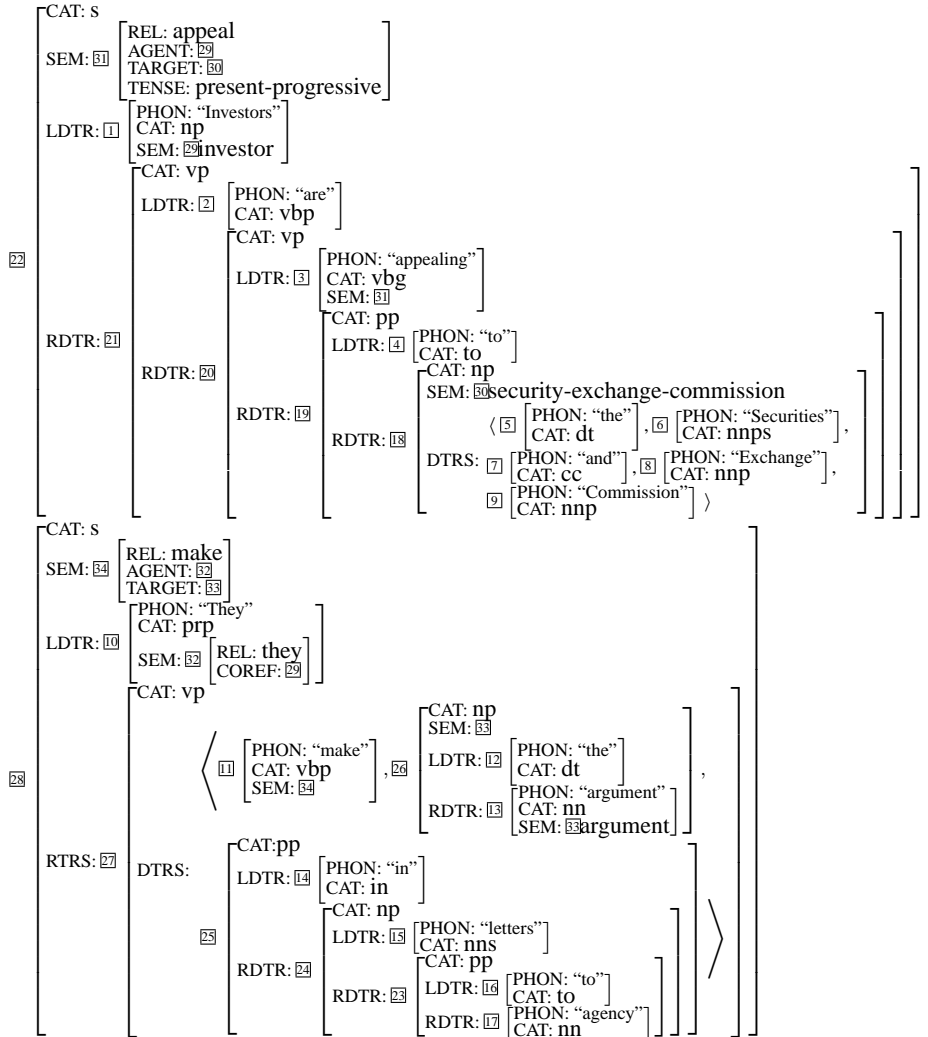 CAT: s
SEM: 31 REL: appeal
AGENT: 29
TARGET: 30
TENSE: present-progressive
LDTR: 1 PHON: “Investors”
CAT: np
SEM: 29 investor
22
RDTR: 21
CAT: vp
LDTR: 2 PHON: “are”
CAT: vbp
RDTR: 20
CAT: vp
LDTR: 3 PHON: “appealing”
CAT: vbg
SEM: 31
RDTR: 19
CAT: pp
LDTR: 4 PHON: “to”
CAT: to
RDTR: 18
CAT: np
SEM: 30 security-exchange-commission
DTRS:
⟨ 5 [PHON: “the”
CAT: dt], 6 [PHON: “Securities”
CAT: nnps],
7 [PHON: “and”
CAT: cc], 8 [PHON: “Exchange”
CAT: nnp],
9 [PHON: “Commission”
CAT: nnp] ⟩
CAT: s
SEM: 34 REL: make
AGENT: 32
TARGET: 33
LDTR: 10 PHON: “They”
CAT: prp
SEM: 32 REL: they
COREF: 29
28
RTRS: 27
CAT: vp
DTRS:
⟨ 11 [PHON: “make”
CAT: vbp
SEM: 34], 26
CAT: np
SEM: 33
LDTR: 12 PHON: “the”
CAT: dt
RDTR: 13 PHON: “argument”
CAT: nn
SEM: 33 argument ,
25
CAT:pp
LDTR: 14 PHON: “in”
CAT: in
RDTR: 24
CAT: np
LDTR: 15 PHON: “letters”
CAT: nns
RDTR: 23
CAT: pp
LDTR: 16 PHON: “to”
CAT: to
RDTR: 17 PHON: “agency”
CAT: nn ⟩